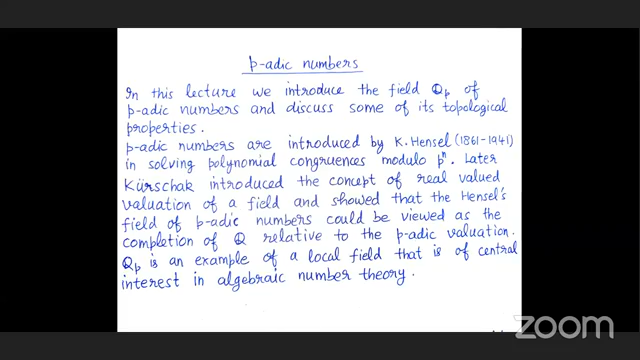 p-adic numbers
In this lecture we introduce the field Qp of
p-adic numbers and discuss some of its topological
properties.
p-adic numbers are introduced by K. Hensel (1861-1941)
in solving polynomial congruences modulo pⁿ. Later
Kürschak introduced the concept of real valued
valuation of a field and showed that the Hensel's
field of p-adic numbers could be viewed as the
completion of Q relative to the p-adic valuation.
Qp is an example of a local field that is of central
interest in algebraic number theory.
zoom